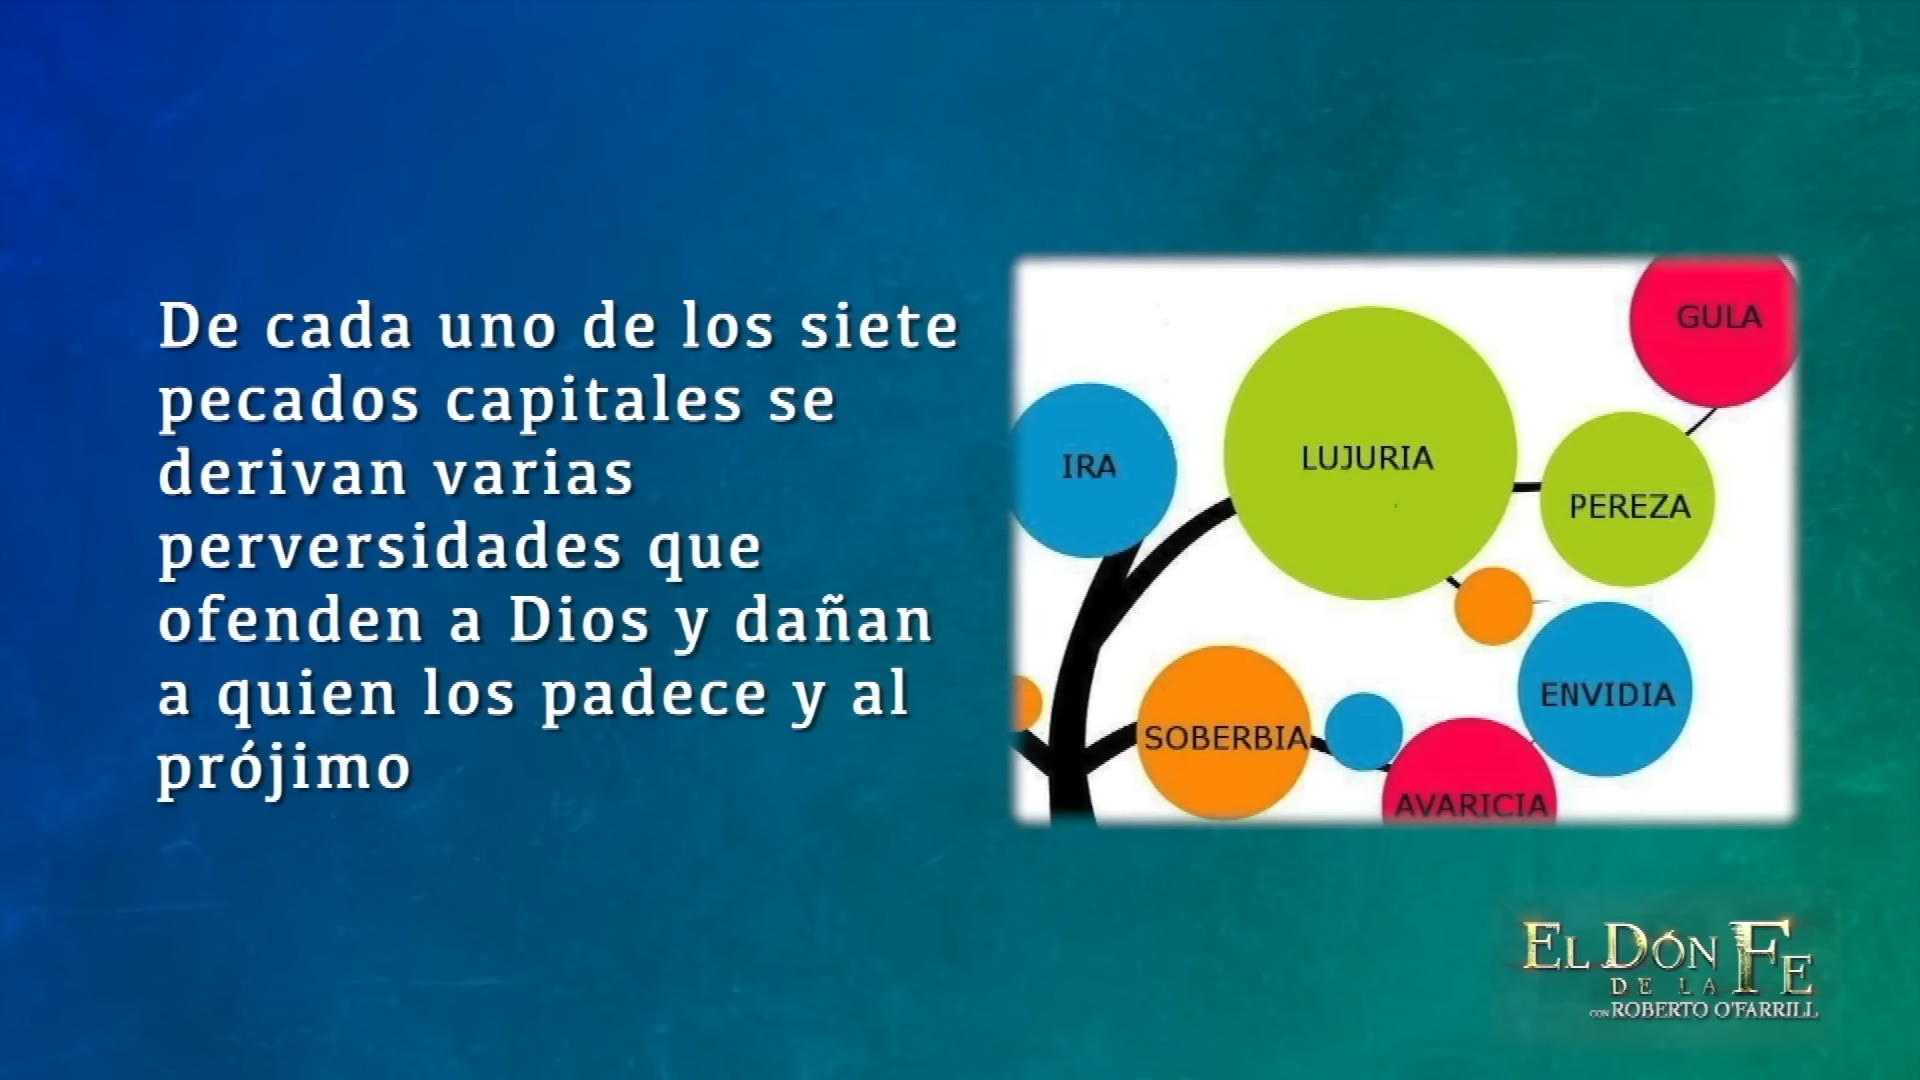 De cada uno de los siete
pecados capitales se
derivan varias
perversidades que
ofenden a Dios y dañan
a quien los padece y al
prójimo
GULA
IRA
LUJURIA
PEREZA
ENVIDIA
SOBERBIA
AVARICIA
EL DÓN FE
DE LA
CON ROBERTO O'FARRILL